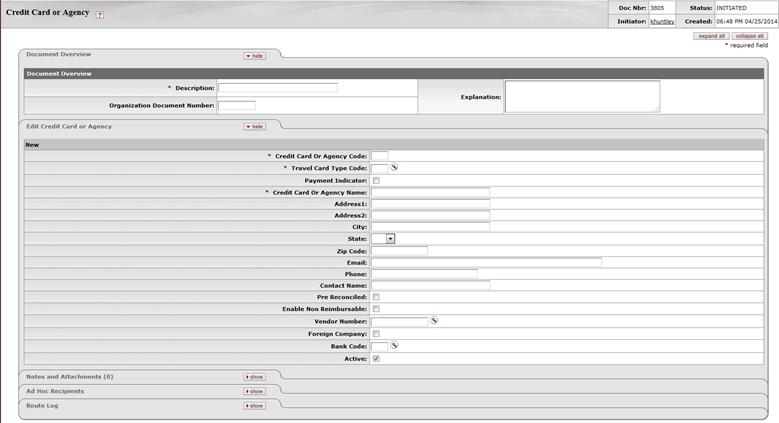 Credit Card or Agency ?
Doc Nbr: 3805 Status: INITIATED
Initiator: khuntley Created: 06:48 PM 04/25/2014
expand all collapse all
* required field
Document Overview hide
Document Overview
* Description:
Explanation:
Organization Document Number:
Edit Credit Card or Agency hide
New
* Credit Card Or Agency Code:
* Travel Card Type Code:
Payment Indicator:
* Credit Card Or Agency Name:
Address1:
Address2:
City:
State:
Zip Code:
Email:
Phone:
Contact Name:
Pre Reconciled:
Enable Non Reimbursable:
Vendor Number:
Foreign Company:
Bank Code:
Active:
Notes and Attachments (0) show
Ad Hoc Recipients show
Route Log show